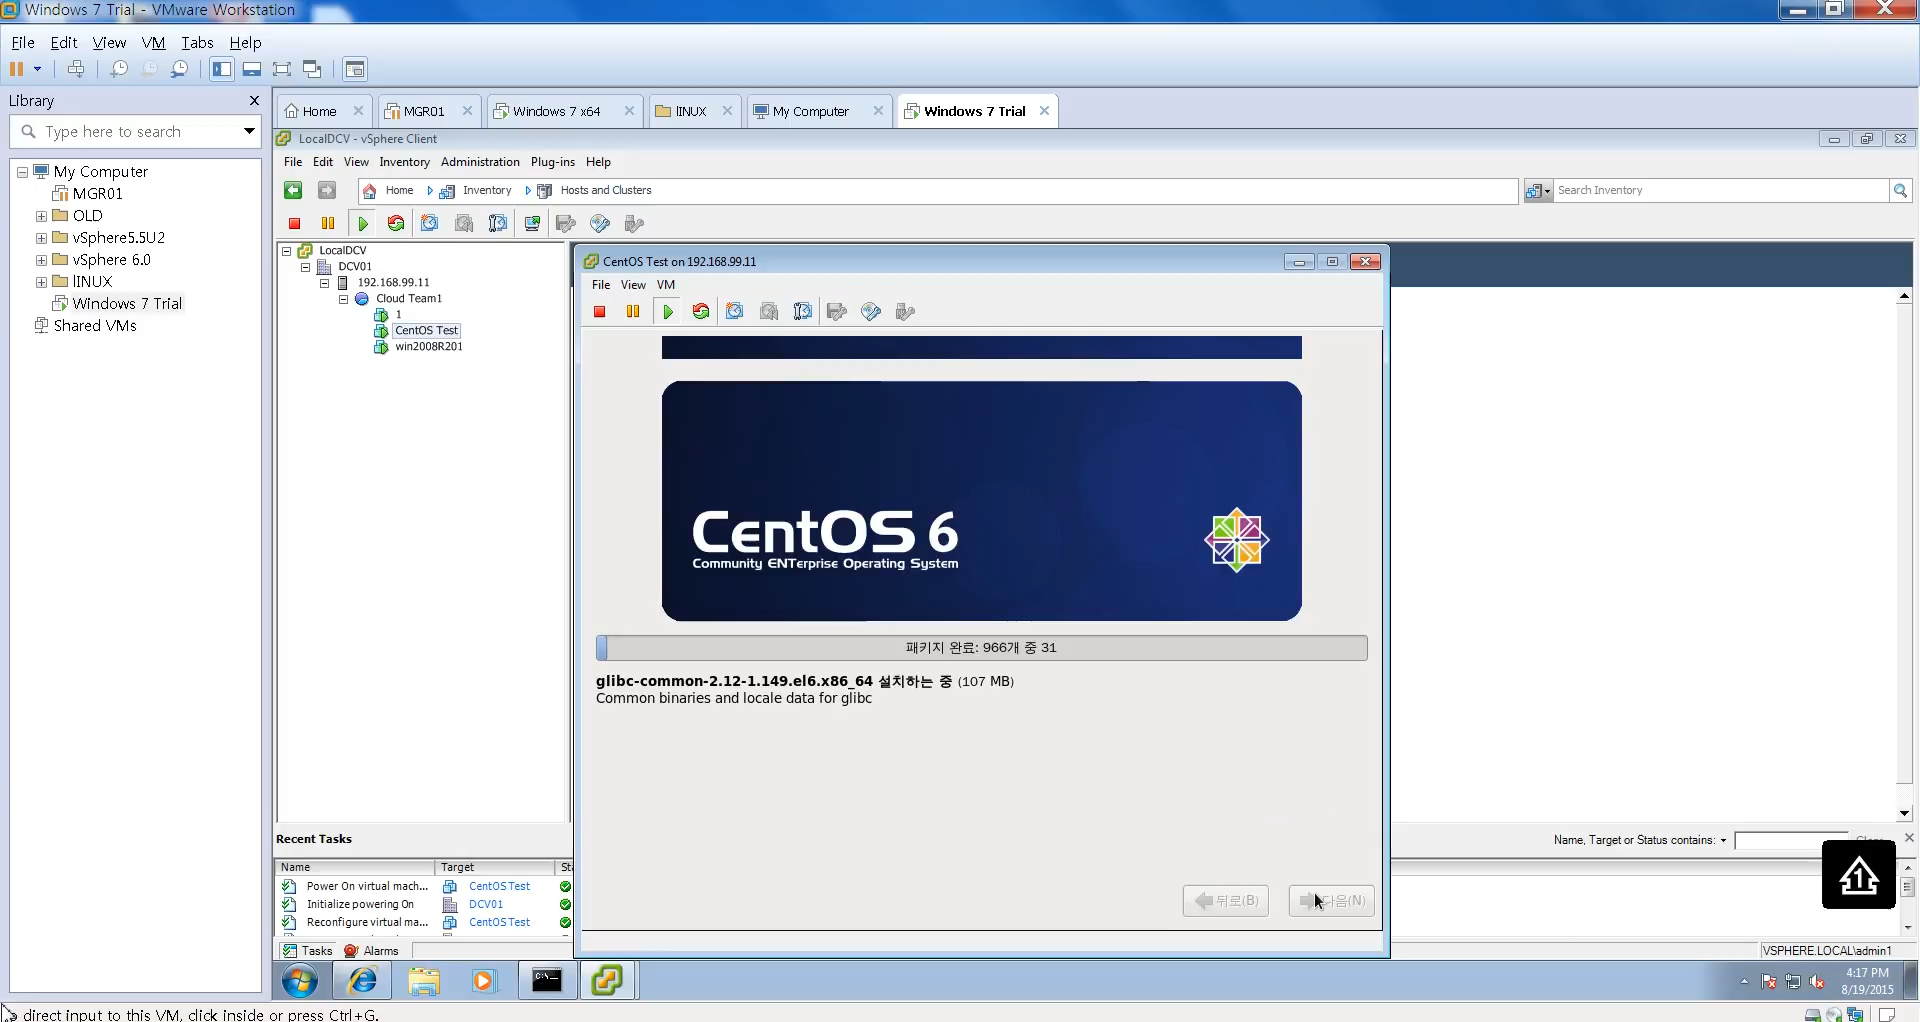 Windows 7 Trial - VMware Workstation
File Edit View VM Tabs Help
Library
Type here to search
My Computer
MGR01
OLD
vSphere5.5U2
vSphere 6.0
lINUX
Windows 7 Trial
Shared VMs
Home MGR01 Windows 7 x64 lINUX My Computer Windows 7 Trial
LocalDCV - vSphere Client
File Edit View Inventory Administration Plug-ins Help
Home Inventory Hosts and Clusters Search Inventory
LocalDCV
DCV01
192.168.99.11
Cloud Team1
1
CentOS Test
win2008R201
CentOS Test on 192.168.99.11
File View VM
CentOS 6
Community ENTerprise Operating System
패키지 완료: 966개 중 31
glibc-common-2.12-1.149.el6.x86_64 설치하는 중 (107 MB)
Common binaries and locale data for glibc
뒤로(B) 다음(N)
Recent Tasks
Name, Target or Status contains:
Name Target
Power On virtual mach... CentOS Test
Initialize powering On DCV01
Reconfigure virtual ma... CentOS Test
Tasks Alarms
VSPHERE.LOCAL\admin1
C:\
4:17 PM
8/19/2015
direct input to this VM, click inside or press Ctrl+G.